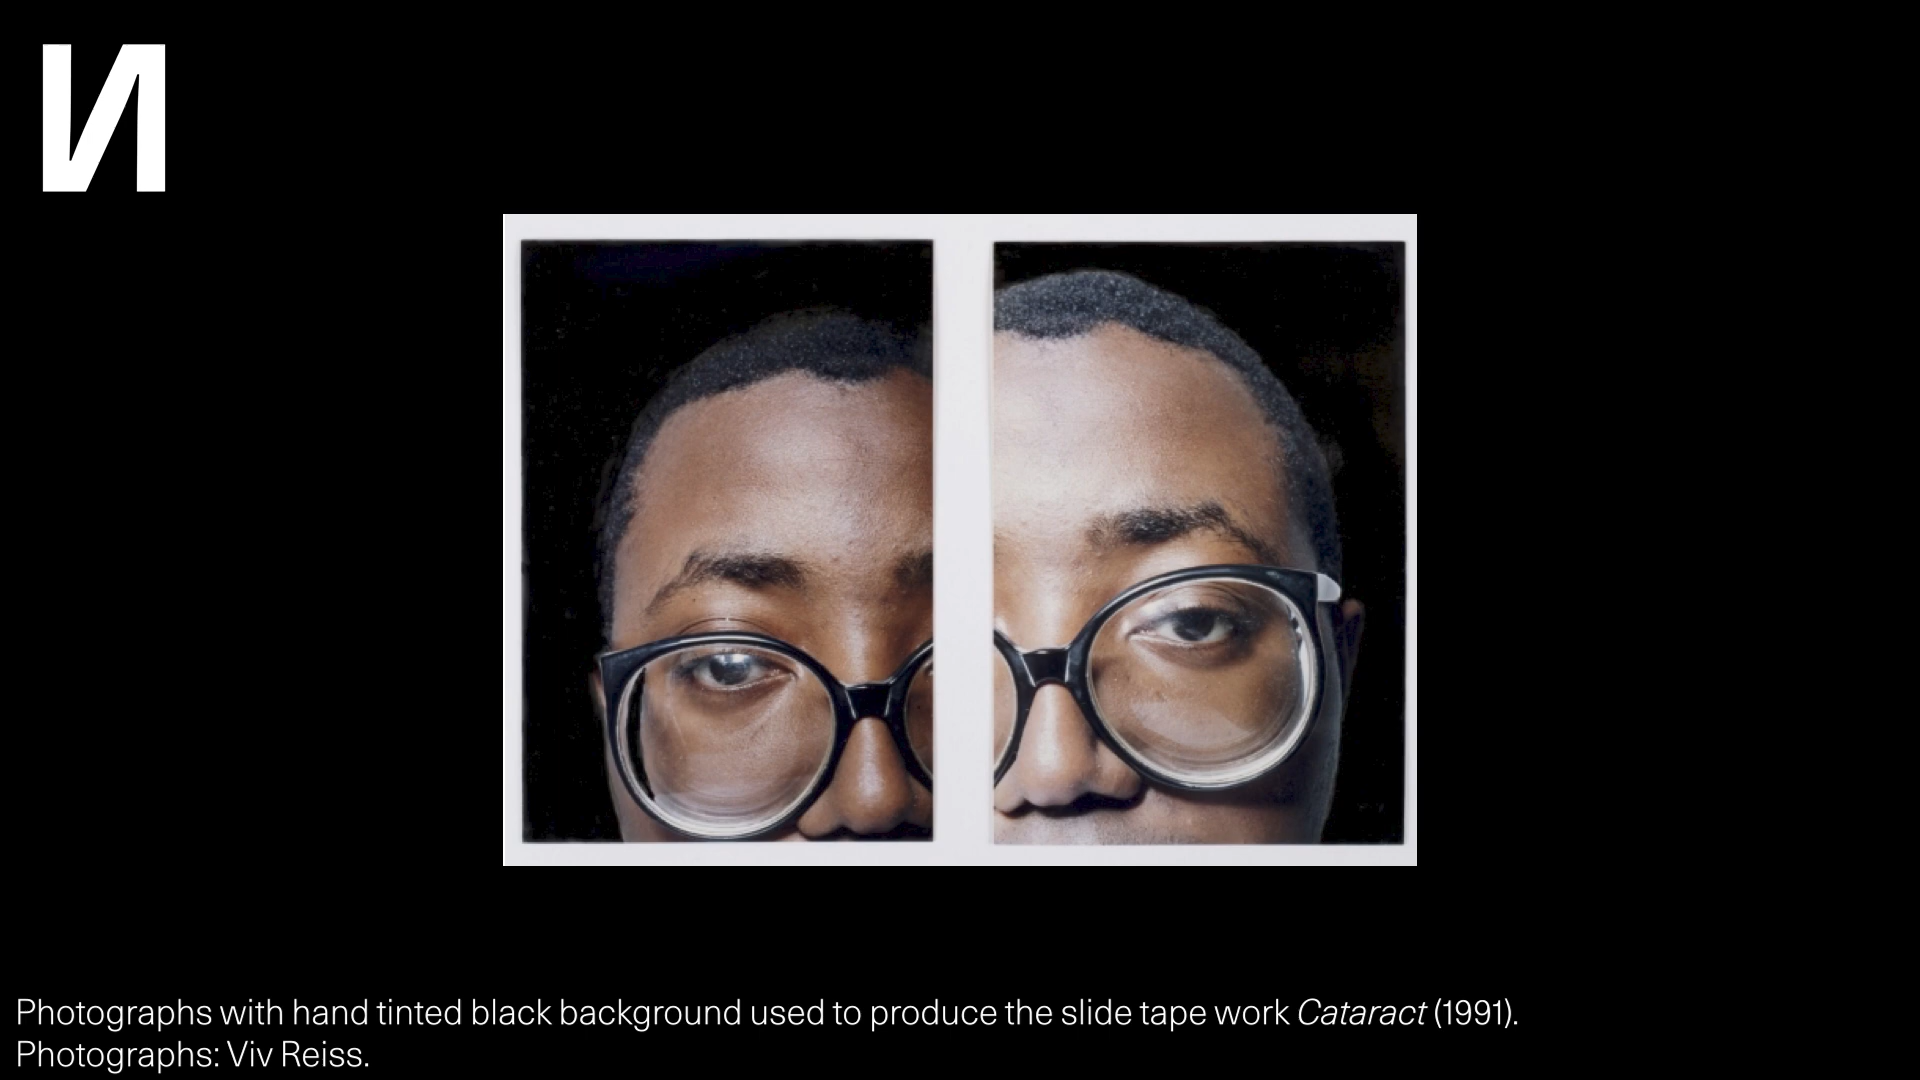 И
Photographs with hand tinted black background used to produce the slide tape work Cataract (1991).
Photographs: Viv Reiss.